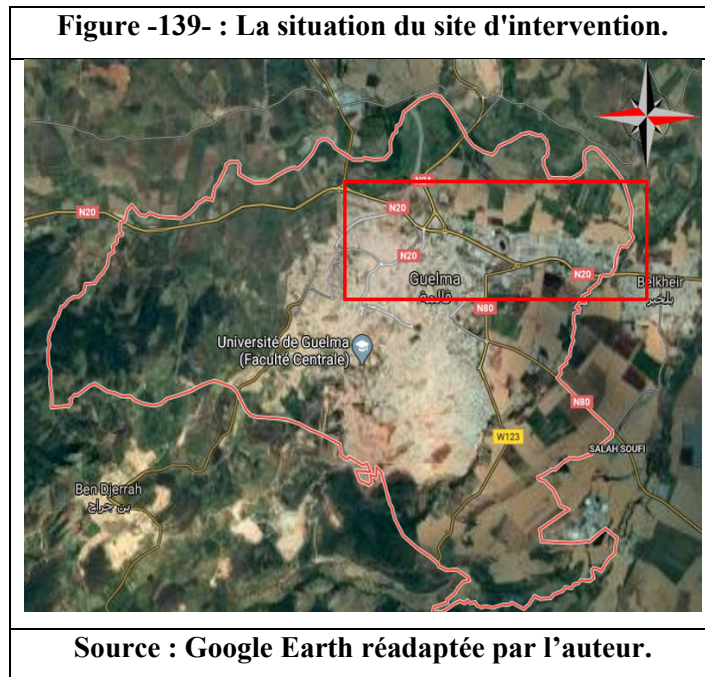 Figure -139- : La situation du site d'intervention.
N20
N20
N20
Guelma
قالمة
N20
Belkheir
بلخير
N80
Université de Guelma
(Faculté Centrale)
N80
W123
SALAH SOUFI
Ben Djerrah
بن جراح
Source : Google Earth réadaptée par l’auteur.